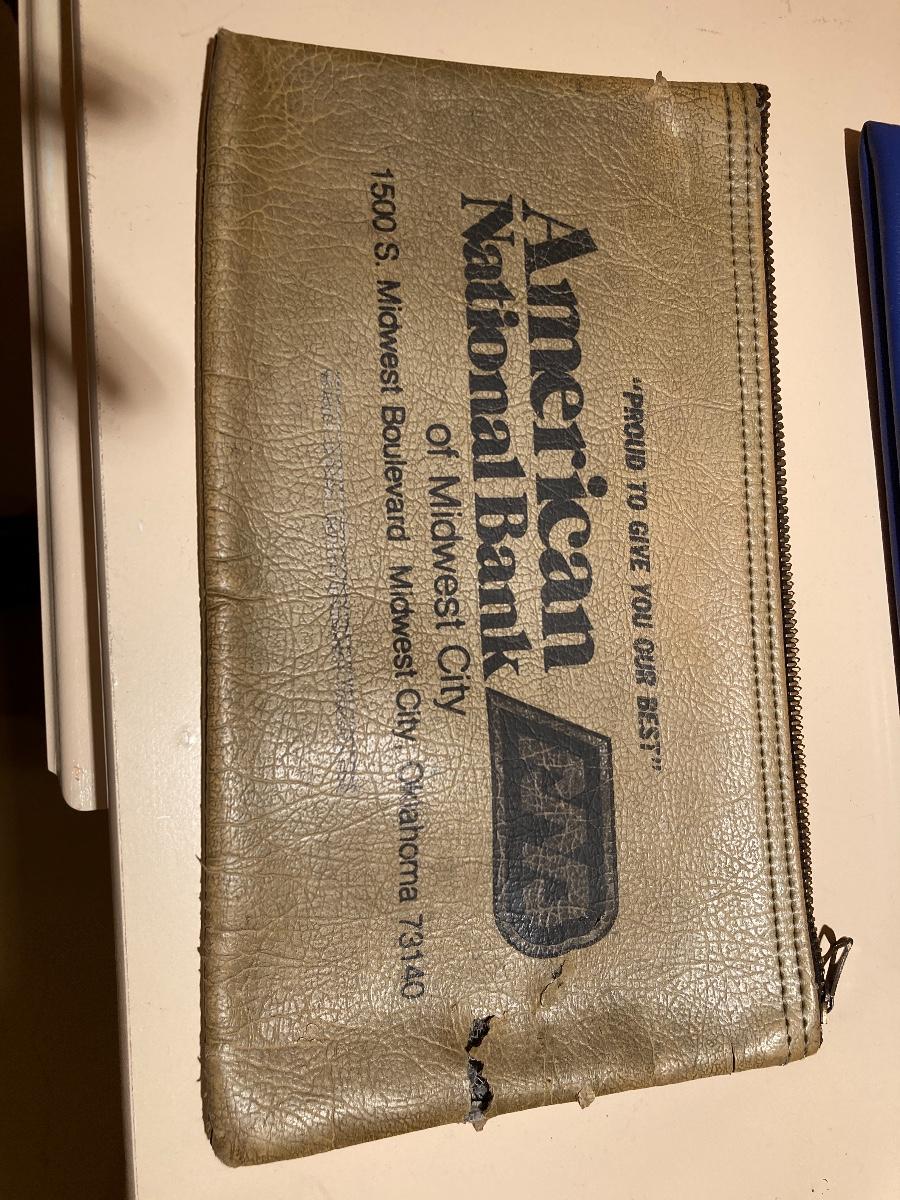 "PROUD TO GIVE YOU OUR BEST"
American
National Bank
of Midwest City
1500 S. Midwest Boulevard Midwest City, Oklahoma 73140